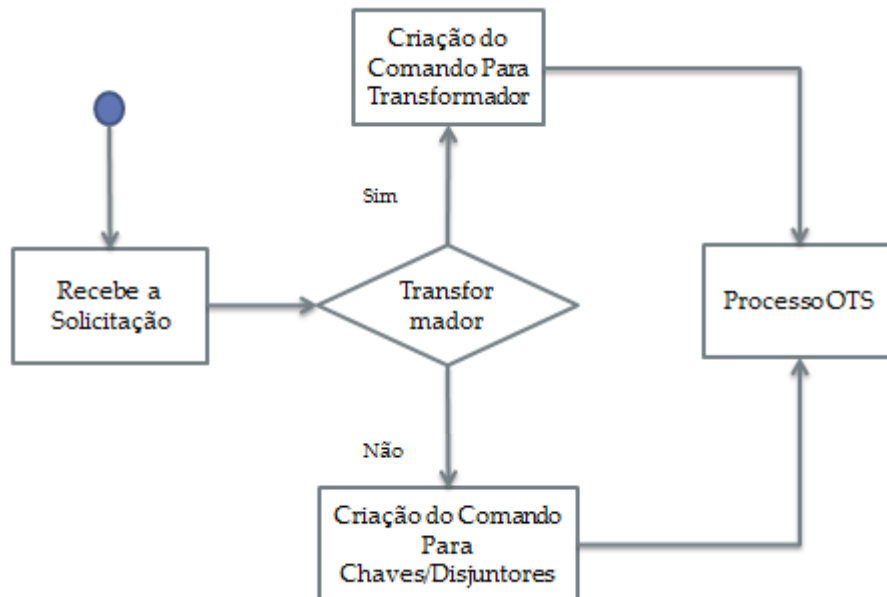 Criação do
Comando Para
Transformador
Sim
Recebe a
Solicitação
Transfor
mador
Processo OTS
Não
Criação do Comando
Para
Chaves/Disjuntores